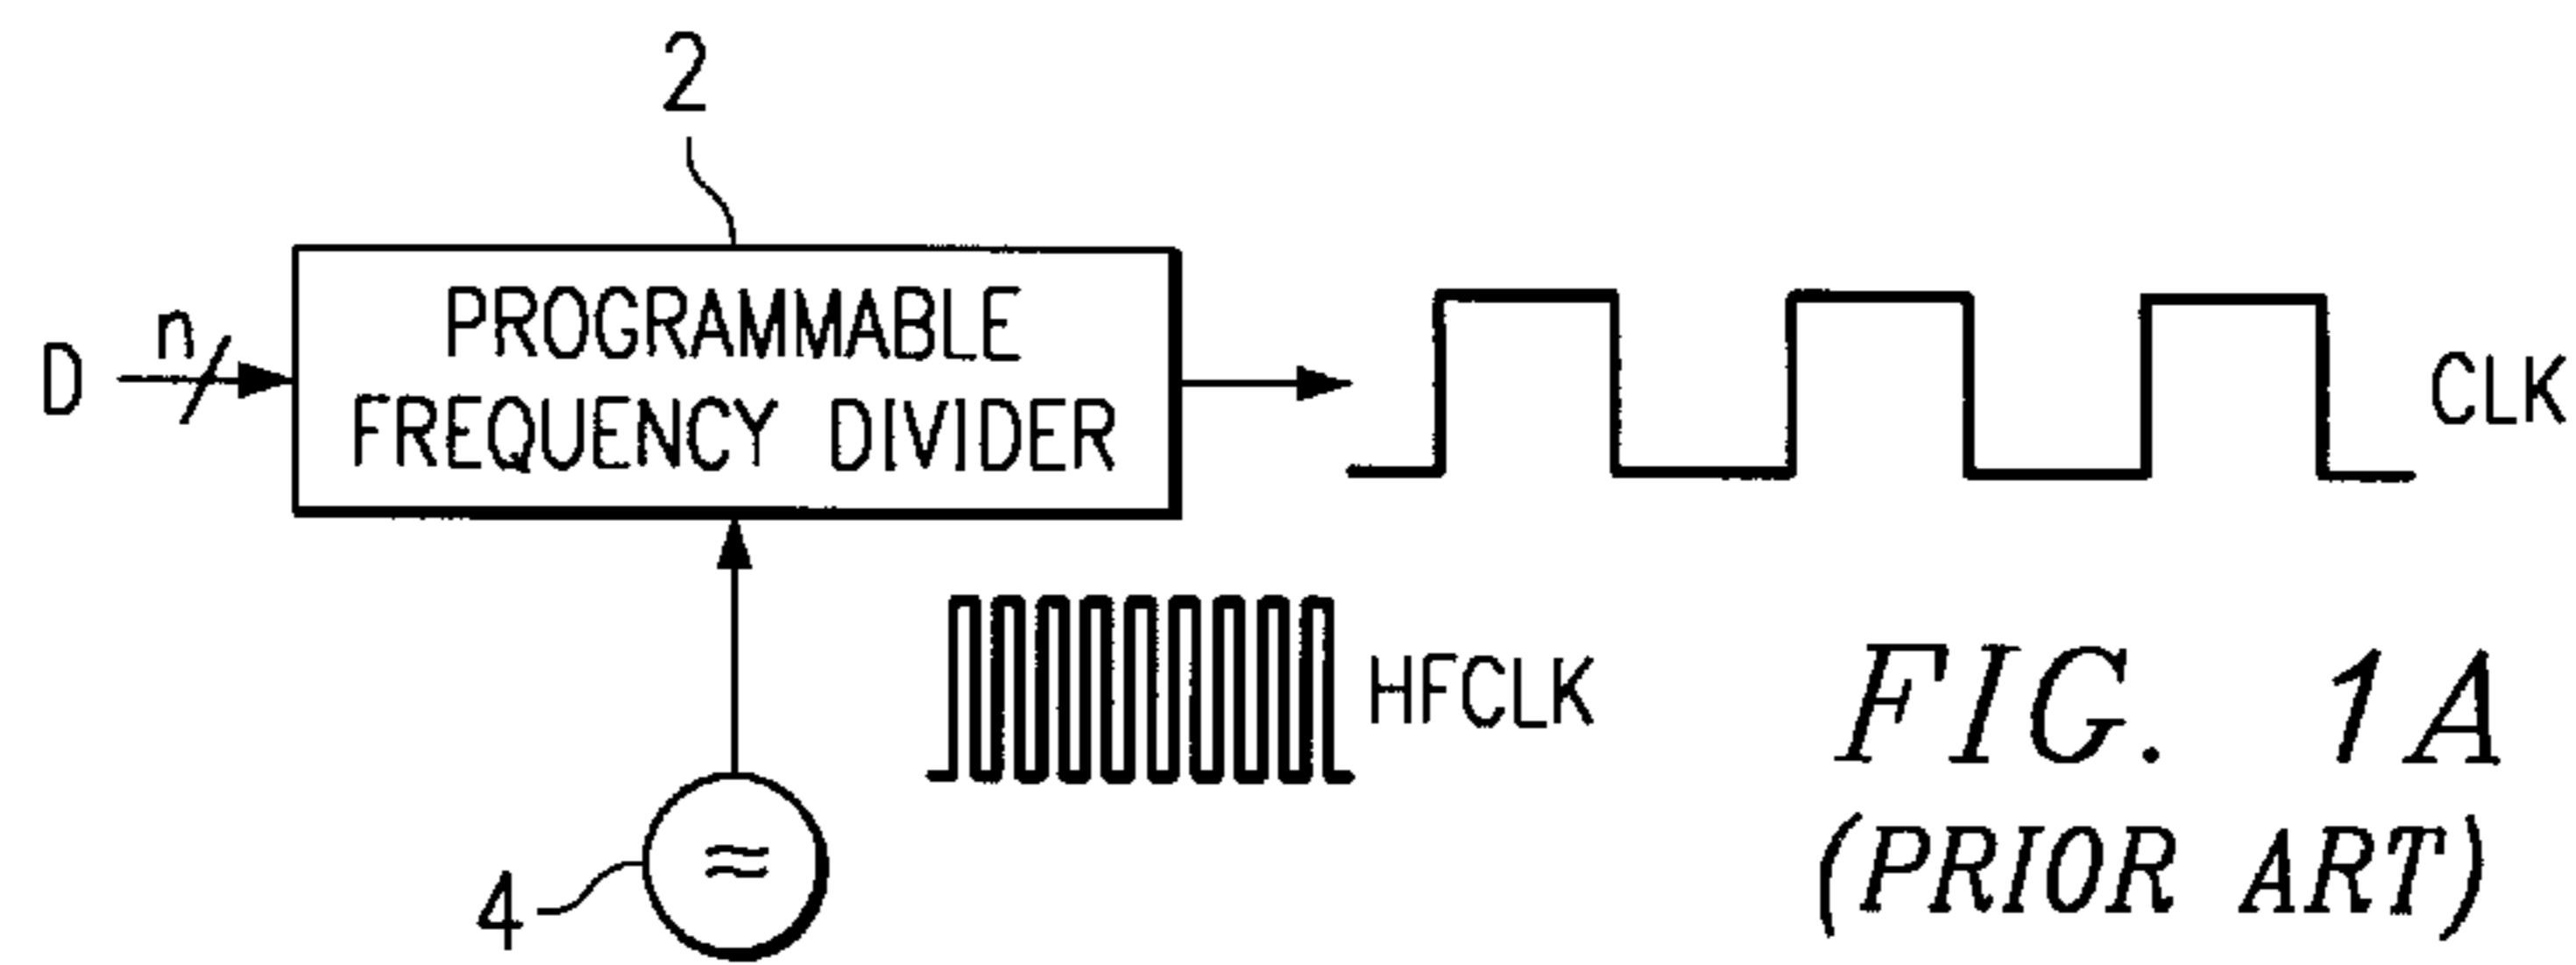 2
D
n
PROGRAMMABLE
FREQUENCY DIVIDER
CLK
HFCLK
4
FIG. 1A
(PRIOR ART)